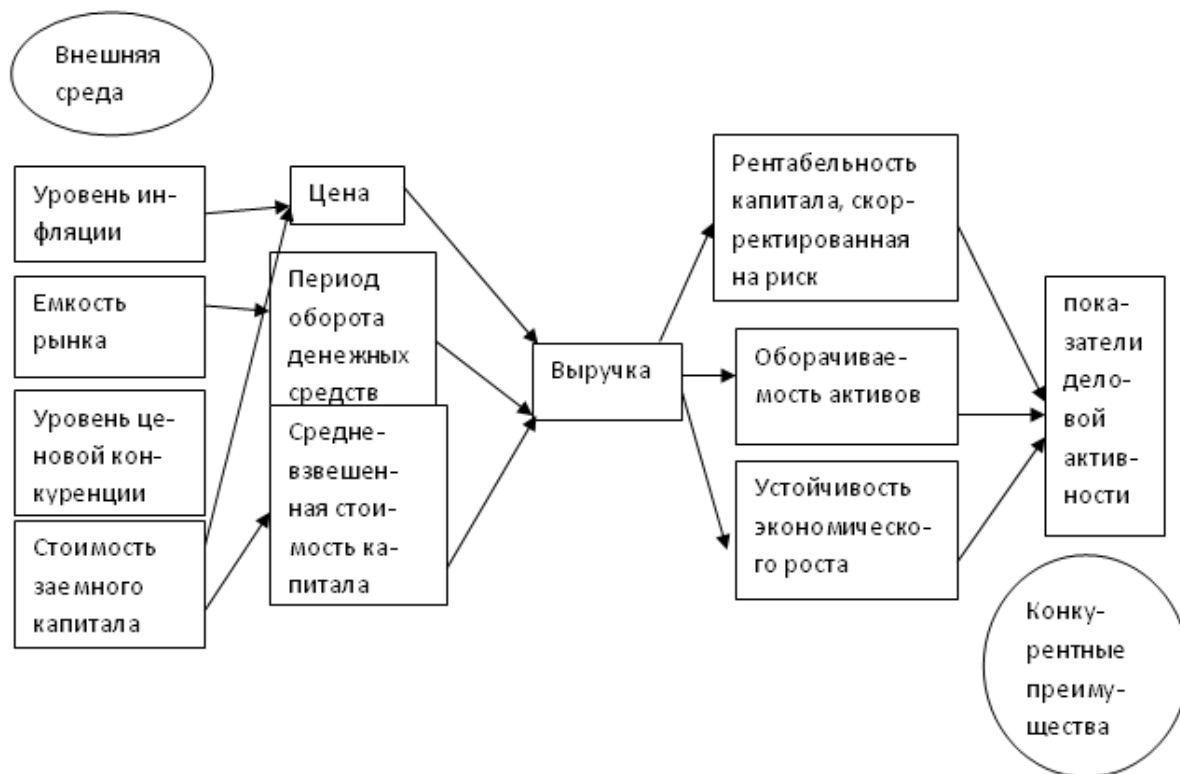 Внешняя
среда
Уровень ин-
фляции
Емкость
рынка
Уровень це-
новой кон-
куренции
Стоимость
заемного
капитала
Цена
Период
оборота
денежных
средств
Средне-
взвешен-
ная стои-
мость ка-
питала
Выручка
Рентабельность
капитала, скор-
ректированная
на риск
Оборачивае-
мость активов
Устойчивость
экономическо-
го роста
пока-
затели
дело-
вой
актив-
ности
Конку-
рентные
преиму-
щества